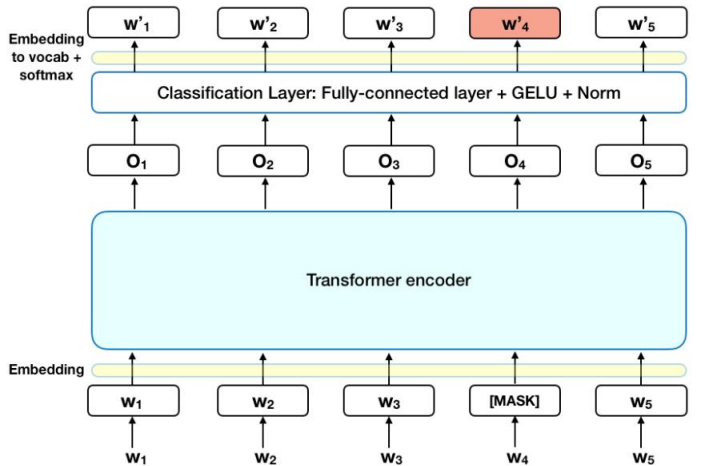 w’₁ w’₂ w’₃ w’₄ w’₅
Embedding
to vocab +
softmax
Classification Layer: Fully-connected layer + GELU + Norm
O₁ O₂ O₃ O₄ O₅
Transformer encoder
Embedding
W₁ W₂ W₃ [MASK] W₅
W₁ W₂ W₃ W₄ W₅